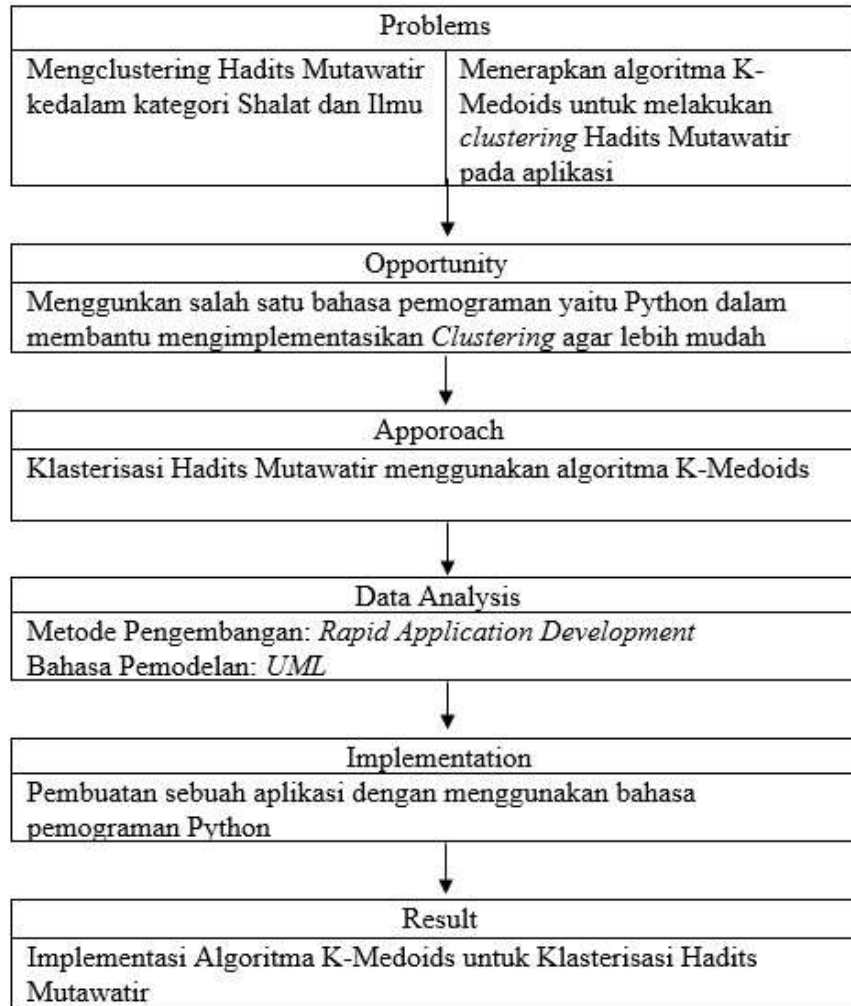 Problems
Mengclustering Hadits Mutawatir
kedalam kategori Shalat dan Ilmu
Menerapkan algoritma K-
Medoids untuk melakukan
clustering Hadits Mutawatir
pada aplikasi
Opportunity
Menggunkan salah satu bahasa pemograman yaitu Python dalam
membantu mengimplementasikan Clustering agar lebih mudah
Apporoach
Klasterisasi Hadits Mutawatir menggunakan algoritma K-Medoids
Data Analysis
Metode Pengembangan: Rapid Application Development
Bahasa Pemodelan: UML
Implementation
Pembuatan sebuah aplikasi dengan menggunakan bahasa
pemograman Python
Result
Implementasi Algoritma K-Medoids untuk Klasterisasi Hadits
Mutawatir